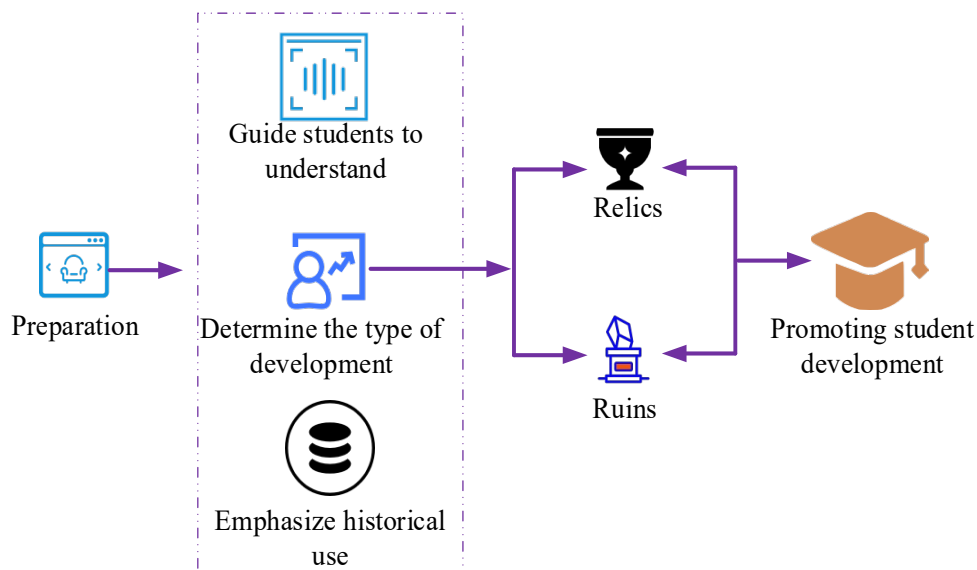 Preparation
Guide students to
understand
Determine the type of
development
Emphasize historical
use
Relics
Ruins
Promoting student
development